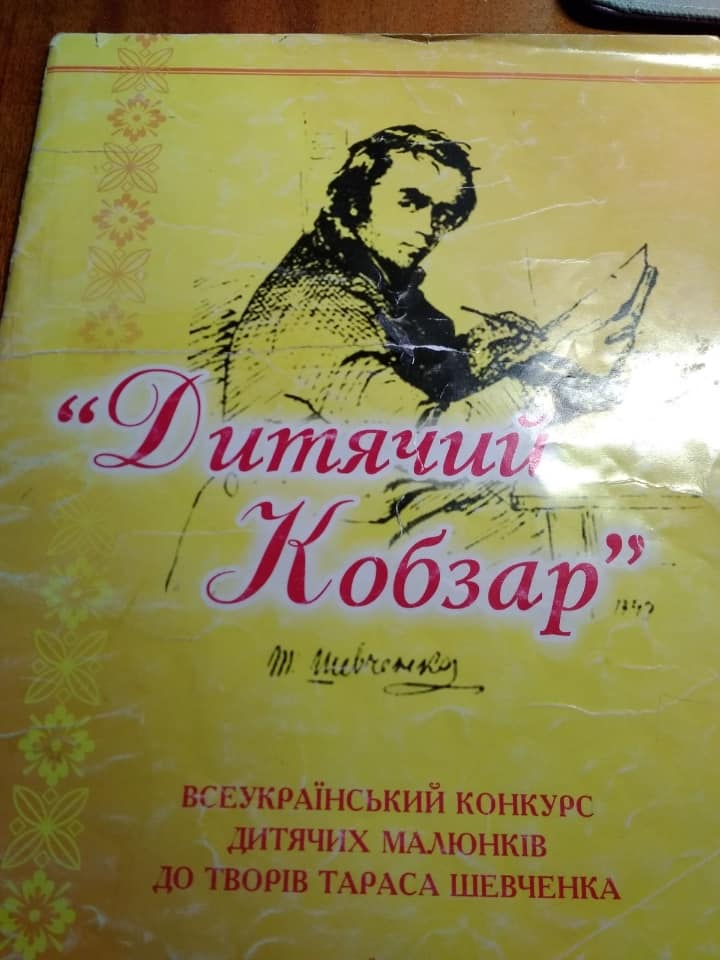 “Дитячий
Кобзар”
Т. Шевченко
ВСЕУКРАЇНСЬКИЙ КОНКУРС
ДИТЯЧИХ МАЛЮНКІВ
ДО ТВОРІВ ТАРАСА ШЕВЧЕНКА